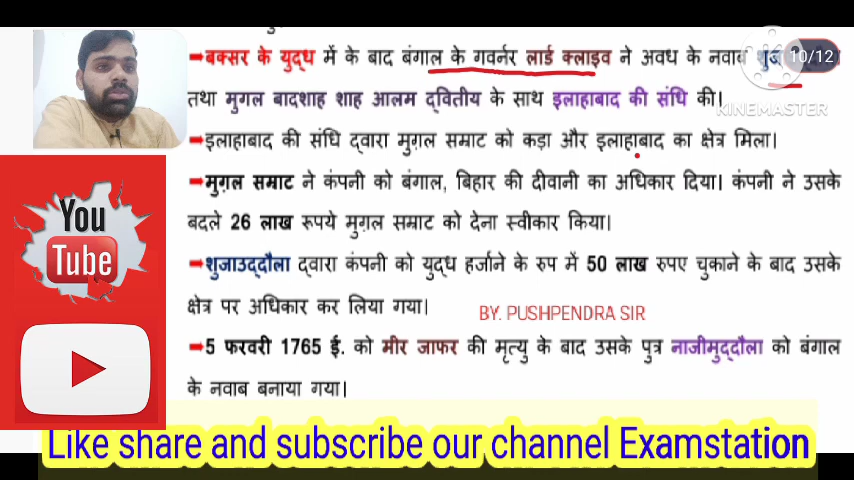 ➡बक्सर के युद्ध में के बाद बंगाल के गवर्नर लार्ड क्लाइव ने अवध के नवाब
10/12
KINEMASTER
तथा मुगल बादशाह शाह आलम द्वितीय के साथ इलाहाबाद की संधि की।
➡इलाहाबाद की संधि द्वारा मुग़ल सम्राट को कड़ा और इलाहाबाद का क्षेत्र मिला।
➡मुग़ल सम्राट ने कंपनी को बंगाल, बिहार की दीवानी का अधिकार दिया। कंपनी ने उसके
बदले 26 लाख रूपये मुग़ल सम्राट को देना स्वीकार किया।
➡शुजाउद्दौला द्वारा कंपनी को युद्ध हर्जाने के रुप में 50 लाख रुपए चुकाने के बाद उसके
क्षेत्र पर अधिकार कर लिया गया।
BY. PUSHPENDRA SIR
➡5 फरवरी 1765 ई. को मीर जाफर की मृत्यु के बाद उसके पुत्र नाजीमुद्दौला को बंगाल
के नवाब बनाया गया।
You
Tube
Like share and subscribe our channel Examstation